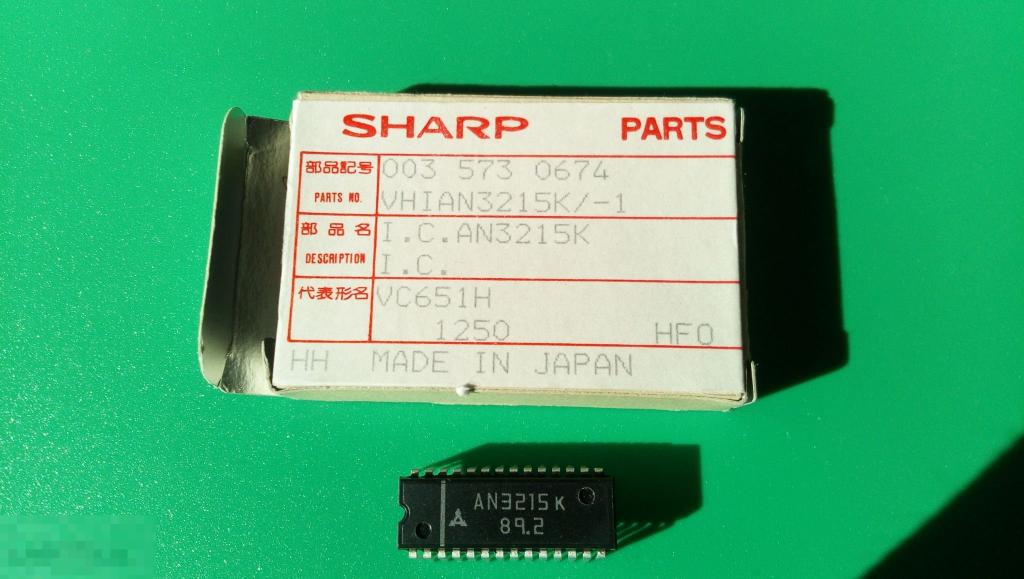 SHARP PARTS
部品記号 003 573 0674
PARTS NO. VHIAN3215K/-1
部品名 I.C.AN3215K
DESCRIPTION I.C.
代表形名 VC651H
1250 HFO
HH MADE IN JAPAN
AN3215K
89.2